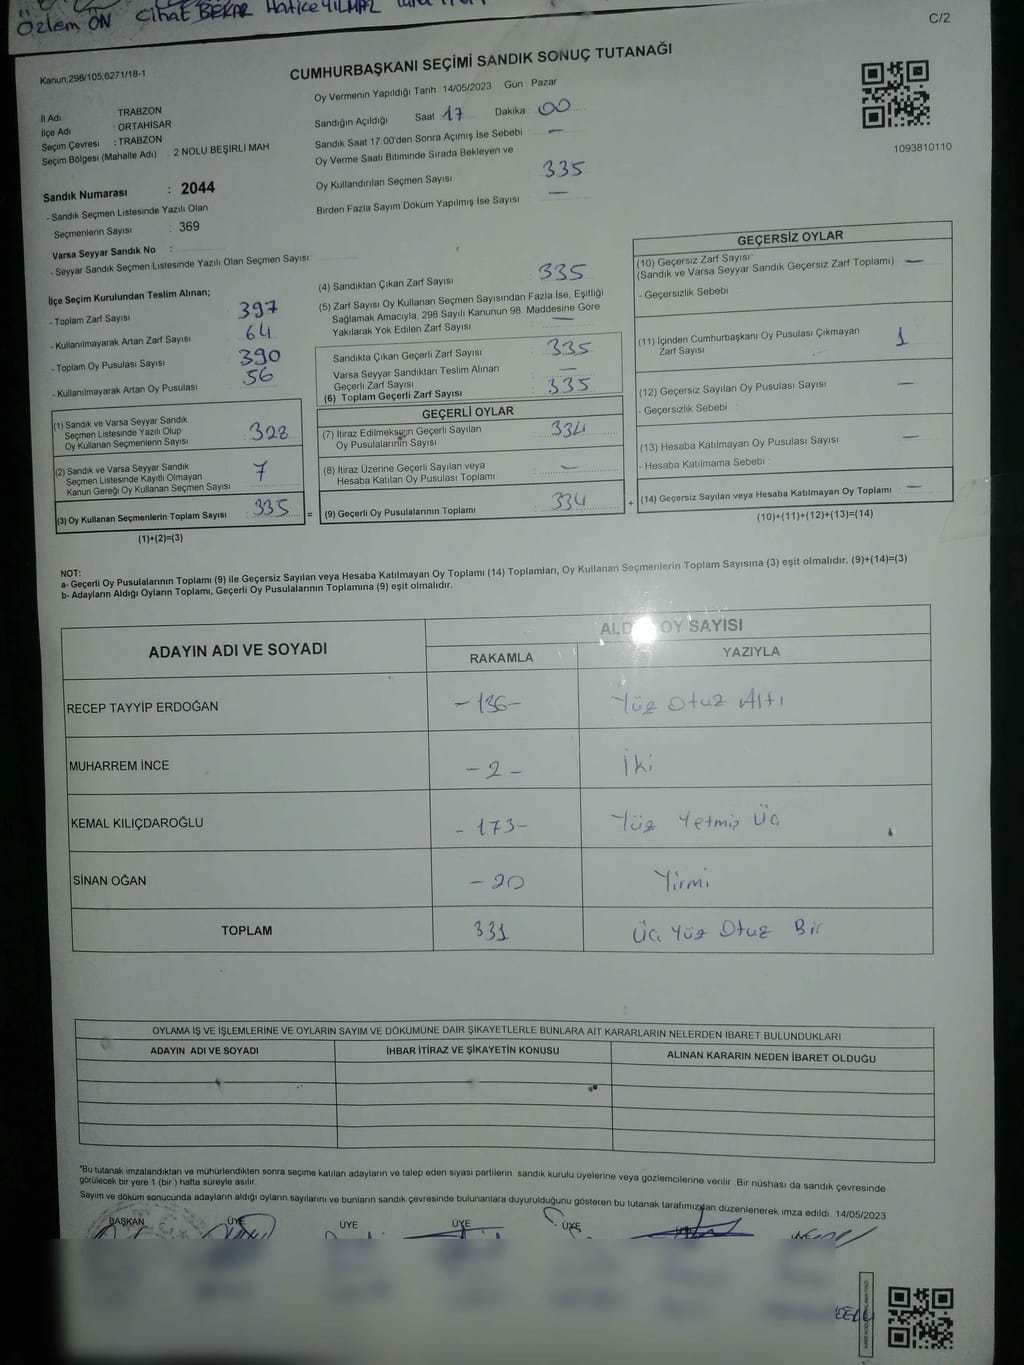 Özlem ÖN Cihat BEKAR Hatice YILMAZ
C/2
Kanun;298/105,6271/18-1
CUMHURBAŞKANI SEÇİMİ SANDIK SONUÇ TUTANAĞI
Oy Vermenin Yapıldığı Tarih 14/05/2023 Gün Pazar
İl Adı : TRABZON
İlçe Adı : ORTAHİSAR
Seçim Çevresi : TRABZON
Seçim Bölgesi (Mahalle Adı) : 2 NOLU BEŞİRLİ MAH
Sandığın Açıldığı Saat 17 Dakika 00
Sandık Saat 17:00'den Sonra Açımış İse Sebebi —
Oy Verme Saati Bitiminde Sırada Bekleyen ve
Oy Kullandırılan Seçmen Sayısı 335
Birden Fazla Sayım Döküm Yapılmış İse Sayısı —
1093810110
Sandık Numarası : 2044
- Sandık Seçmen Listesinde Yazılı Olan
Seçmenlerin Sayısı : 369
Varsa Seyyar Sandık No :
- Seyyar Sandık Seçmen Listesinde Yazılı Olan Seçmen Sayısı:
İlçe Seçim Kurulundan Teslim Alınan;
- Toplam Zarf Sayısı 397
- Kullanılmayarak Artan Zarf Sayısı 64
- Toplam Oy Pusulası Sayısı 390
- Kullanılmayarak Artan Oy Pusulası 56
(1) Sandık ve Varsa Seyyar Sandık
Seçmen Listesinde Yazılı Olup
Oy Kullanan Seçmenlerin Sayısı 328
(2) Sandık ve Varsa Seyyar Sandık
Seçmen Listesinde Kayıtlı Olmayan
Kanun Gereği Oy Kullanan Seçmen Sayısı 7
(3) Oy Kullanan Seçmenlerin Toplam Sayısı : 335 =
(1)+(2)=(3)
(4) Sandıktan Çıkan Zarf Sayısı 335
(5) Zarf Sayısı Oy Kullanan Seçmen Sayısından Fazla İse, Eşitliği
Sağlamak Amacıyla, 298 Sayılı Kanunun 98. Maddesine Göre
Yakılarak Yok Edilen Zarf Sayısı —
Sandıkta Çıkan Geçerli Zarf Sayısı 335
Varsa Seyyar Sandıktan Teslim Alınan
Geçerli Zarf Sayısı —
(6) Toplam Geçerli Zarf Sayısı 335
GEÇERLİ OYLAR
(7) İtiraz Edilmeksizin Geçerli Sayılan
Oy Pusulalarının Sayısı 334
(8) İtiraz Üzerine Geçerli Sayılan veya
Hesaba Katılan Oy Pusulası Toplamı —
(9) Geçerli Oy Pusulalarının Toplamı 334 +
GEÇERSİZ OYLAR
(10) Geçersiz Zarf Sayısı
(Sandık ve Varsa Seyyar Sandık Geçersiz Zarf Toplamı) —
- Geçersizlik Sebebi :
(11) İçinden Cumhurbaşkanı Oy Pusulası Çıkmayan
Zarf Sayısı 1
(12) Geçersiz Sayılan Oy Pusulası Sayısı —
- Geçersizlik Sebebi :
(13) Hesaba Katılmayan Oy Pusulası Sayısı —
- Hesaba Katılmama Sebebi :
(14) Geçersiz Sayılan veya Hesaba Katılmayan Oy Toplamı —
(10)+(11)+(12)+(13)=(14)
NOT:
a- Geçerli Oy Pusulalarının Toplamı (9) ile Geçersiz Sayılan veya Hesaba Katılmayan Oy Toplamı (14) Toplamları, Oy Kullanan Seçmenlerin Toplam Sayısına (3) eşit olmalıdır. (9)+(14)=(3)
b- Adayların Aldığı Oyların Toplamı, Geçerli Oy Pusulalarının Toplamına (9) eşit olmalıdır.
ADAYIN ADI VE SOYADI ALDIĞI OY SAYISI
RAKAMLA YAZIYLA
RECEP TAYYİP ERDOĞAN -136- Yüz Otuz Altı
MUHARREM İNCE -2- İki
KEMAL KILIÇDAROĞLU -173- Yüz Yetmiş Üç
SİNAN OĞAN -20 Yirmi
TOPLAM 331 Üç Yüz Otuz Bir
OYLAMA İŞ VE İŞLEMLERİNE VE OYLARIN SAYIM VE DÖKÜMÜNE DAİR ŞİKAYETLERLE BUNLARA AİT KARARLARIN NELERDEN İBARET BULUNDUKLARI
ADAYIN ADI VE SOYADI İHBAR İTİRAZ VE ŞİKAYETİN KONUSU ALINAN KARARIN NEDEN İBARET OLDUĞU
*Bu tutanak imzalandıktan ve mühürlendikten sonra seçime katılan adayların ve talep eden siyasi partilerin sandık kurulu üyelerine veya gözlemcilerine verilir. Bir nüshası da sandık çevresinde
görülecek bir yere 1 (bir) hafta süreyle asılır.
Sayım ve döküm sonucunda adayların aldığı oyların sayılarını ve bunların sandık çevresinde bulunanlara duyurulduğunu gösteren bu tutanak tarafımızdan düzenlenerek imza edildi. 14/05/2023
BAŞKAN ÜYE ÜYE ÜYE ÜYE ÜYE